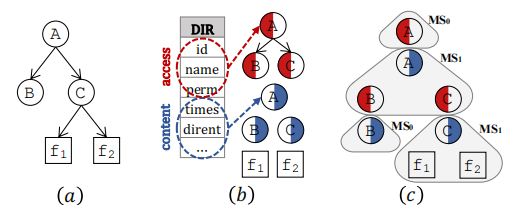 A
B
C
f1
f2
(a)
DIR
id
name
perm
times
dirent
...
access
content
A
B
C
A
B
C
f1
f2
(b)
A
MS0
A
MS1
B
C
B
MS0
C
MS1
f1
f2
(c)